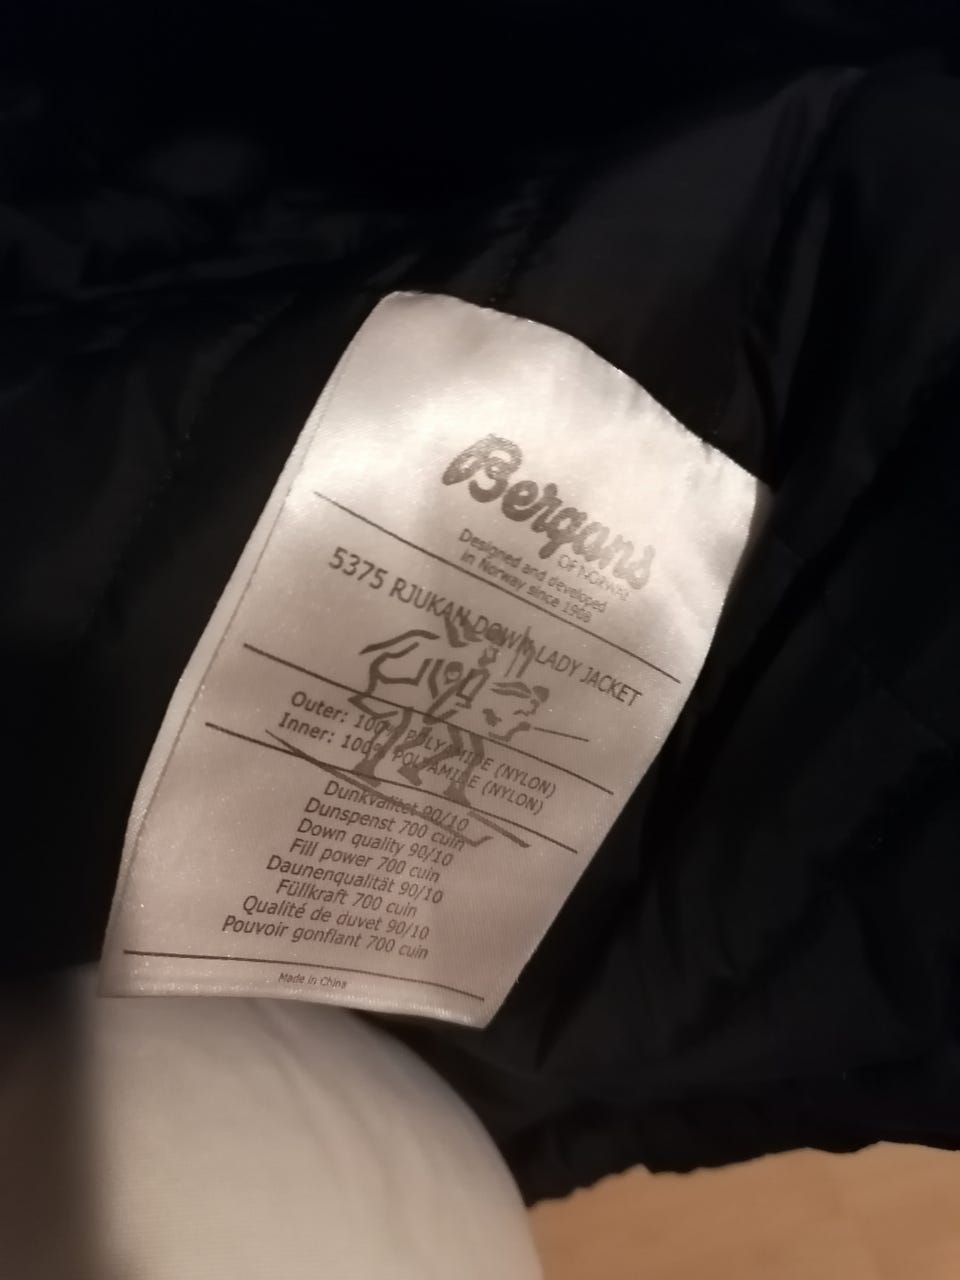 Bergans
OF NORWAY
Designed and developed
in Norway since 1908
5375 RJUKAN DOWN LADY JACKET
Outer: 100% POLYAMIDE (NYLON)
Inner: 100% POLYAMIDE (NYLON)
Dunkvalitet 90/10
Dunspenst 700 cuin
Down quality 90/10
Fill power 700 cuin
Daunenqualität 90/10
Füllkraft 700 cuin
Qualité de duvet 90/10
Pouvoir gonflant 700 cuin
Made in China